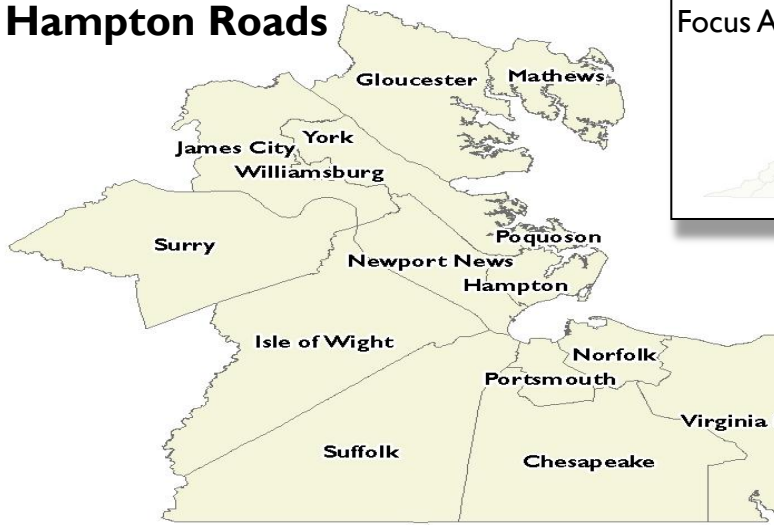 Hampton Roads
Focus A
Gloucester
Mathews
York
James City
Williamsburg
Surry
Poquoson
Newport News
Hampton
Isle of Wight
Norfolk
Portsmouth
Virginia
Suffolk
Chesapeake